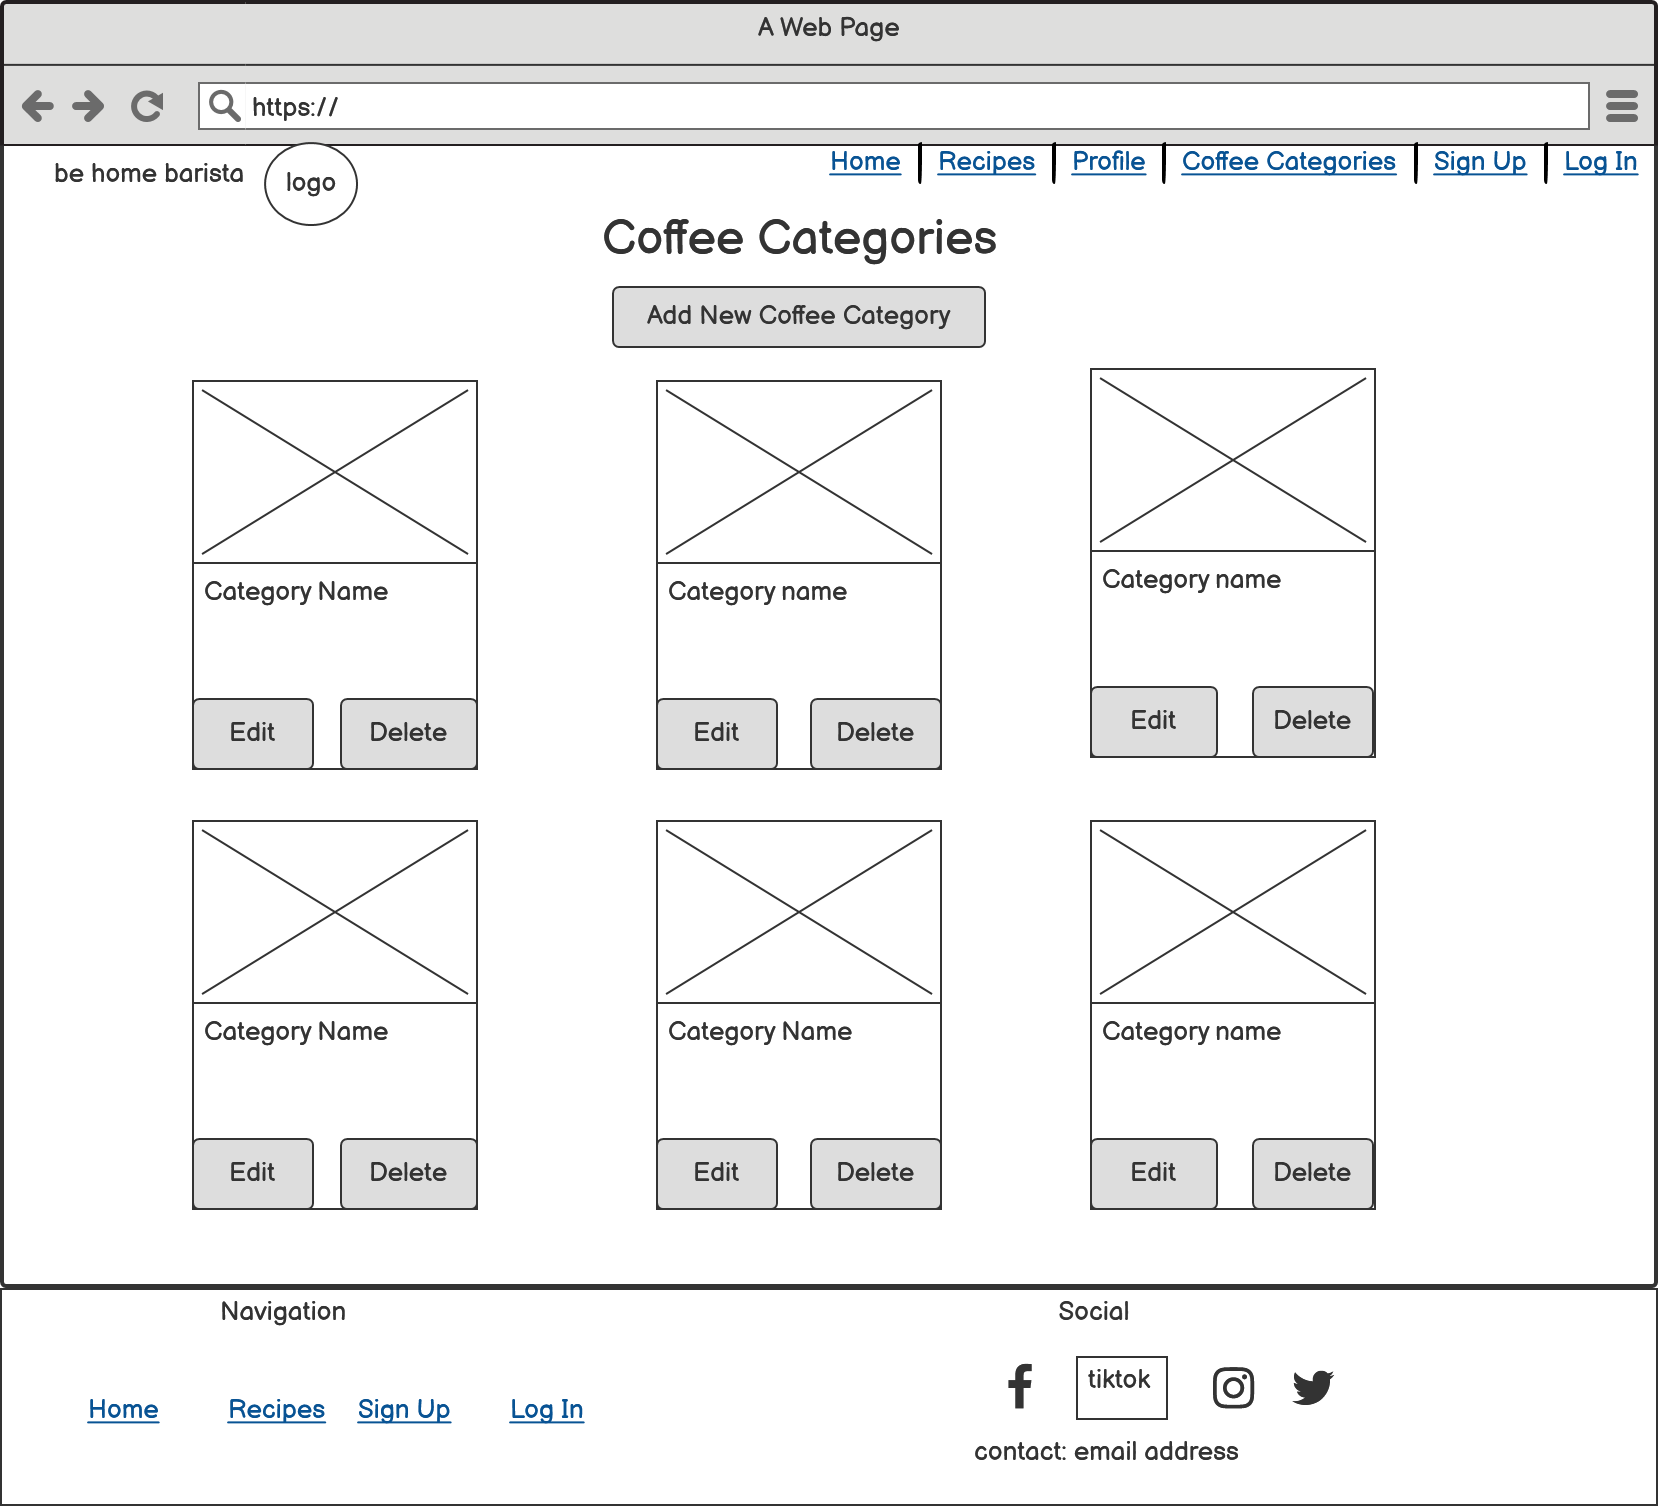 A Web Page
https://
be home barista
logo
Home Recipes Profile Coffee Categories Sign Up Log In
Coffee Categories
Add New Coffee Category
Category Name
Edit Delete
Category name
Edit Delete
Category name
Edit Delete
Category Name
Edit Delete
Category Name
Edit Delete
Category name
Edit Delete
Navigation
Home Recipes Sign Up Log In
Social
tiktok
contact: email address